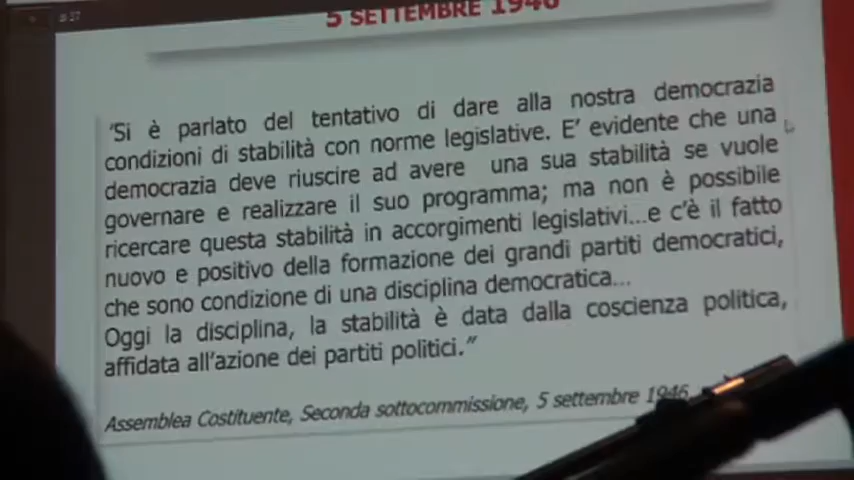 5 SETTEMBRE 1946
"Si è parlato del tentativo di dare alla nostra democrazia
condizioni di stabilità con norme legislative. E' evidente che una
democrazia deve riuscire ad avere una sua stabilità se vuole
governare e realizzare il suo programma; ma non è possibile
ricercare questa stabilità in accorgimenti legislativi...e c'è il fatto
nuovo e positivo della formazione dei grandi partiti democratici,
che sono condizione di una disciplina democratica...
Oggi la disciplina, la stabilità è data dalla coscienza politica,
affidata all'azione dei partiti politici."
Assemblea Costituente, Seconda sottocommissione, 5 settembre 1946